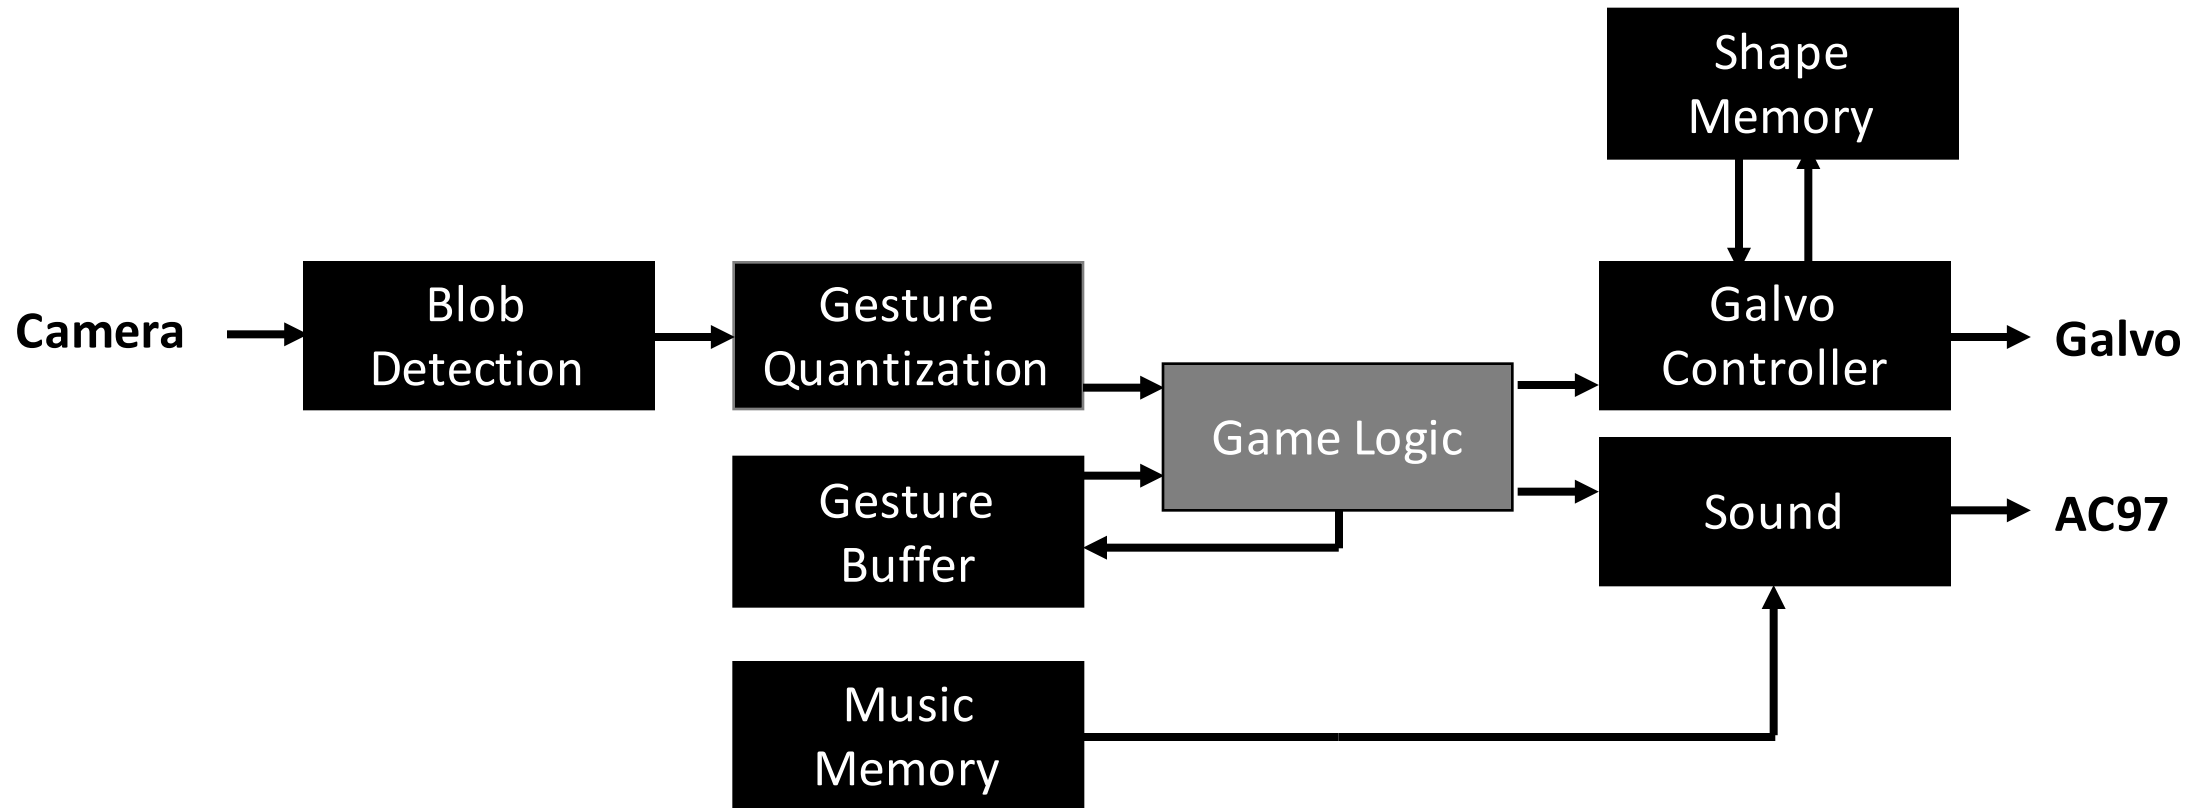 Shape
Memory
Camera
Blob
Detection
Gesture
Quantization
Game Logic
Galvo
Controller
Galvo
Gesture
Buffer
Sound
AC97
Music
Memory